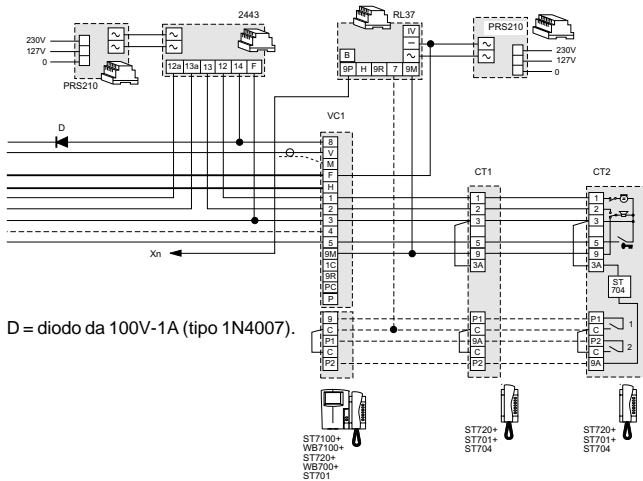 2443
RL37
PRS210
230V
127V
0
PRS210
12a 13a 13 12 14 F
IV
–
~
B
9P H 9R 7 9M
PRS210
230V
127V
0
D
VC1
8
V
M
F
H
1
2
3
4
5
9M
1C
9R
PC
P
Xn
CT1
1
2
3
5
9
3A
CT2
1
2
3
5
9
3A
ST
704
D = diodo da 100V-1A (tipo 1N4007).
9
C
P1
C
P2
P1
C
9A
C
P2
P1
C
P2
C
9A
1
2
ST7100+
WB7100+
ST720+
WB700+
ST701
ST720+
ST701+
ST704
ST720+
ST701+
ST704